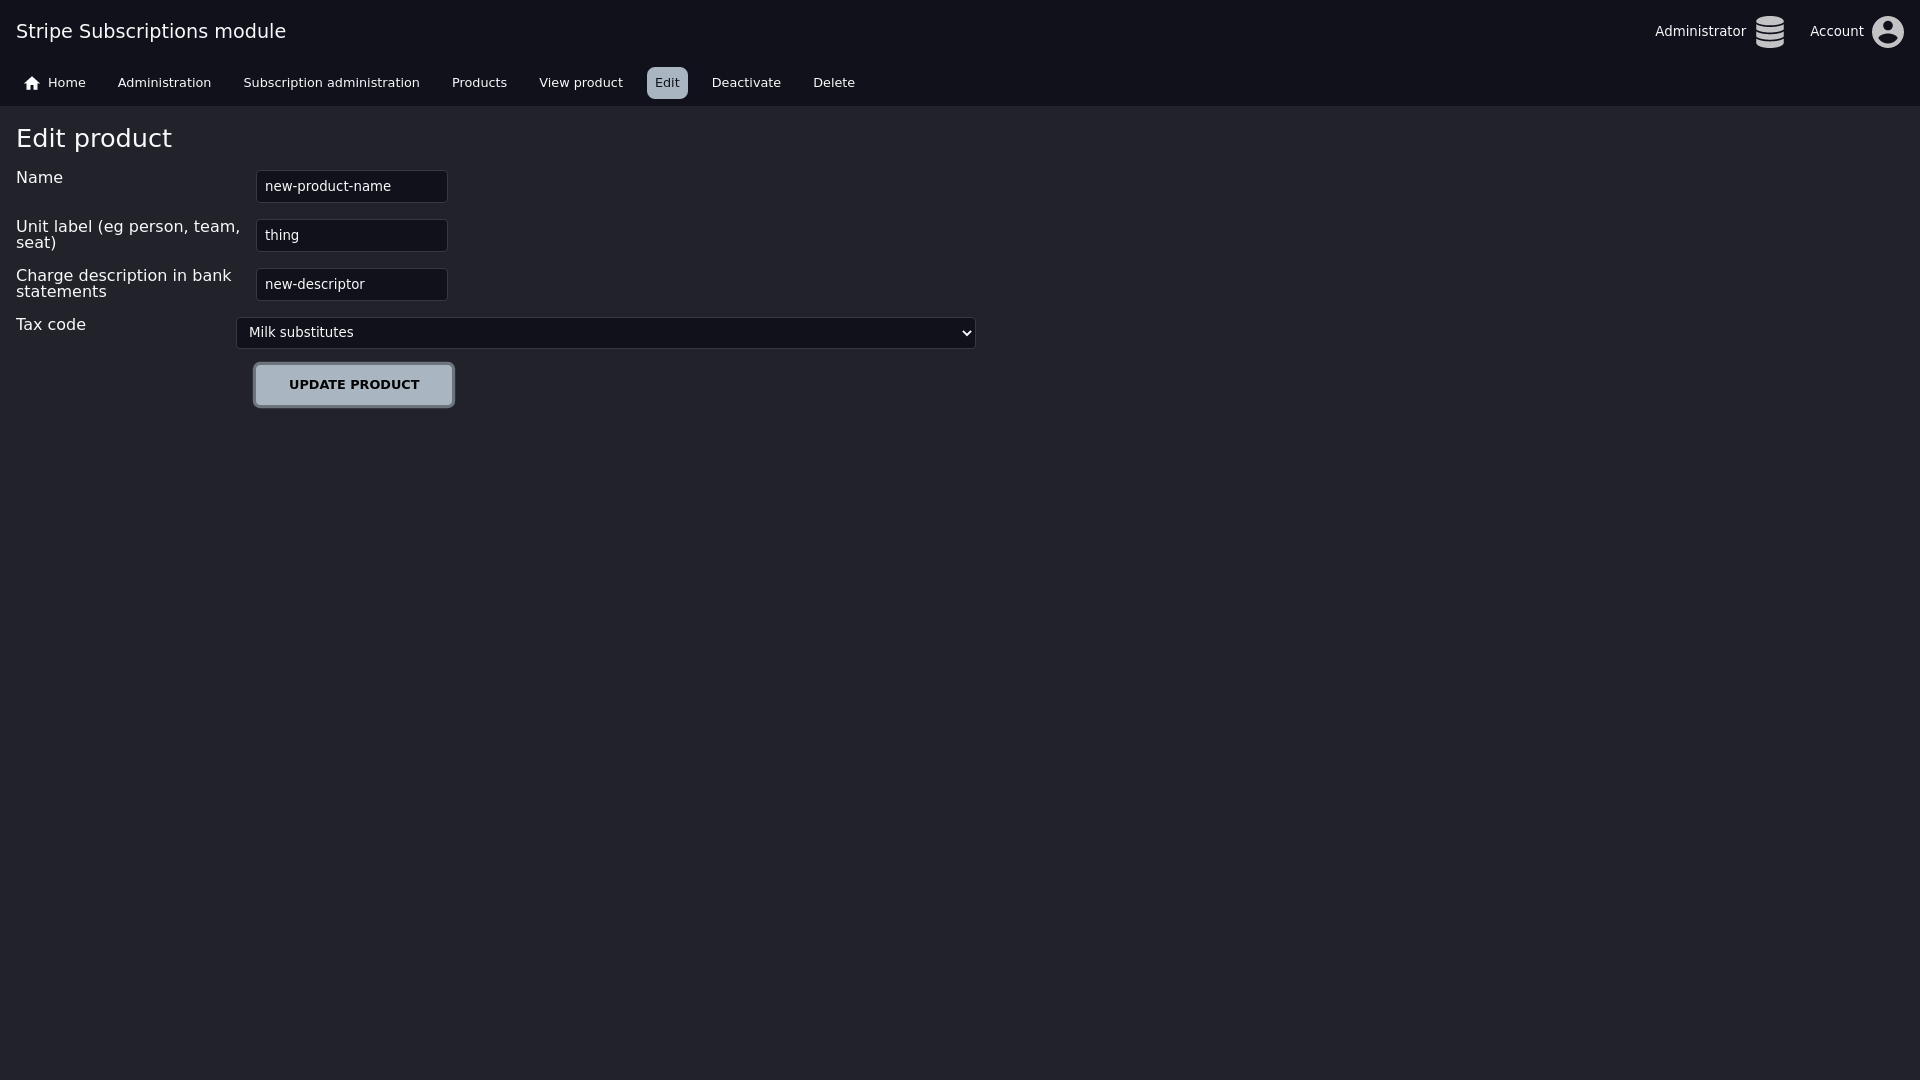 Stripe Subscriptions module
Administrator
Account
Home
Administration
Subscription administration
Products
View product
Edit
Deactivate
Delete
Edit product
Name
new-product-name
Unit label (eg person, team,
seat)
thing
Charge description in bank
statements
new-descriptor
Tax code
Milk substitutes
UPDATE PRODUCT